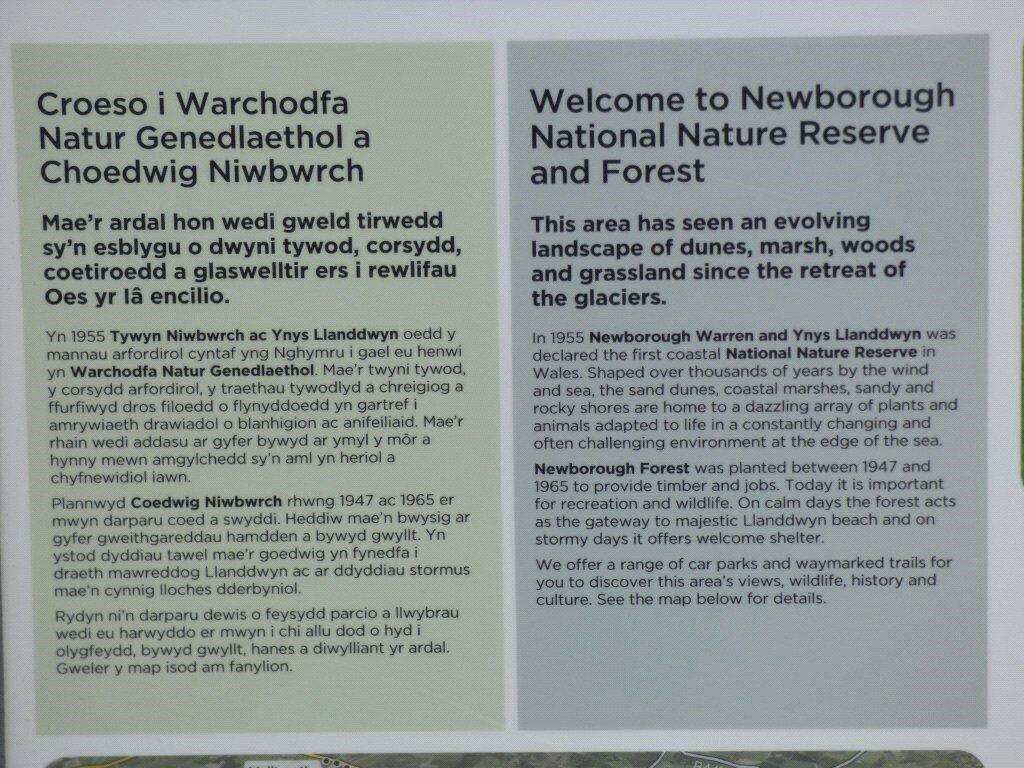 Croeso i Warchodfa
Natur Genedlaethol a
Choedwig Niwbwrch
Mae'r ardal hon wedi gweld tirwedd
sy'n esblygu o dwyni tywod, corsydd,
coetiroedd a glaswelltir ers i rewlifau
Oes yr Iâ encilio.
Yn 1955 Tywyn Niwbwrch ac Ynys Llanddwyn oedd y
mannau arfordirol cyntaf yng Nghymru i gael eu henwi
yn Warchodfa Natur Genedlaethol. Mae'r twyni tywod,
y corsydd arfordirol, y traethau tywodlyd a chreigiog a
ffurfiwyd dros filoedd o flynyddoedd yn gartref i
amrywiaeth drawiadol o blanhigion ac anifeiliaid. Mae'r
rhain wedi addasu ar gyfer bywyd ar ymyl y môr a
hynny mewn amgylchedd sy'n aml yn heriol a
chyfnewidiol iawn.
Plannwyd Coedwig Niwbwrch rhwng 1947 ac 1965 er
mwyn darparu coed a swyddi. Heddiw mae'n bwysig ar
gyfer gweithgareddau hamdden a bywyd gwyllt. Yn
ystod dyddiau tawel mae'r goedwig yn fynedfa i
draeth mawreddog Llanddwyn ac ar ddyddiau stormus
mae'n cynnig lloches dderbyniol.
Rydyn ni'n darparu dewis o feysydd parcio a llwybrau
wedi eu harwyddo er mwyn i chi allu dod o hyd i
olygfeydd, bywyd gwyllt, hanes a diwylliant yr ardal.
Gweler y map isod am fanylion.
Welcome to Newborough
National Nature Reserve
and Forest
This area has seen an evolving
landscape of dunes, marsh, woods
and grassland since the retreat of
the glaciers.
In 1955 Newborough Warren and Ynys Llanddwyn was
declared the first coastal National Nature Reserve in
Wales. Shaped over thousands of years by the wind
and sea, the sand dunes, coastal marshes, sandy and
rocky shores are home to a dazzling array of plants and
animals adapted to life in a constantly changing and
often challenging environment at the edge of the sea.
Newborough Forest was planted between 1947 and
1965 to provide timber and jobs. Today it is important
for recreation and wildlife. On calm days the forest acts
as the gateway to majestic Llanddwyn beach and on
stormy days it offers welcome shelter.
We offer a range of car parks and waymarked trails for
you to discover this area's views, wildlife, history and
culture. See the map below for details.